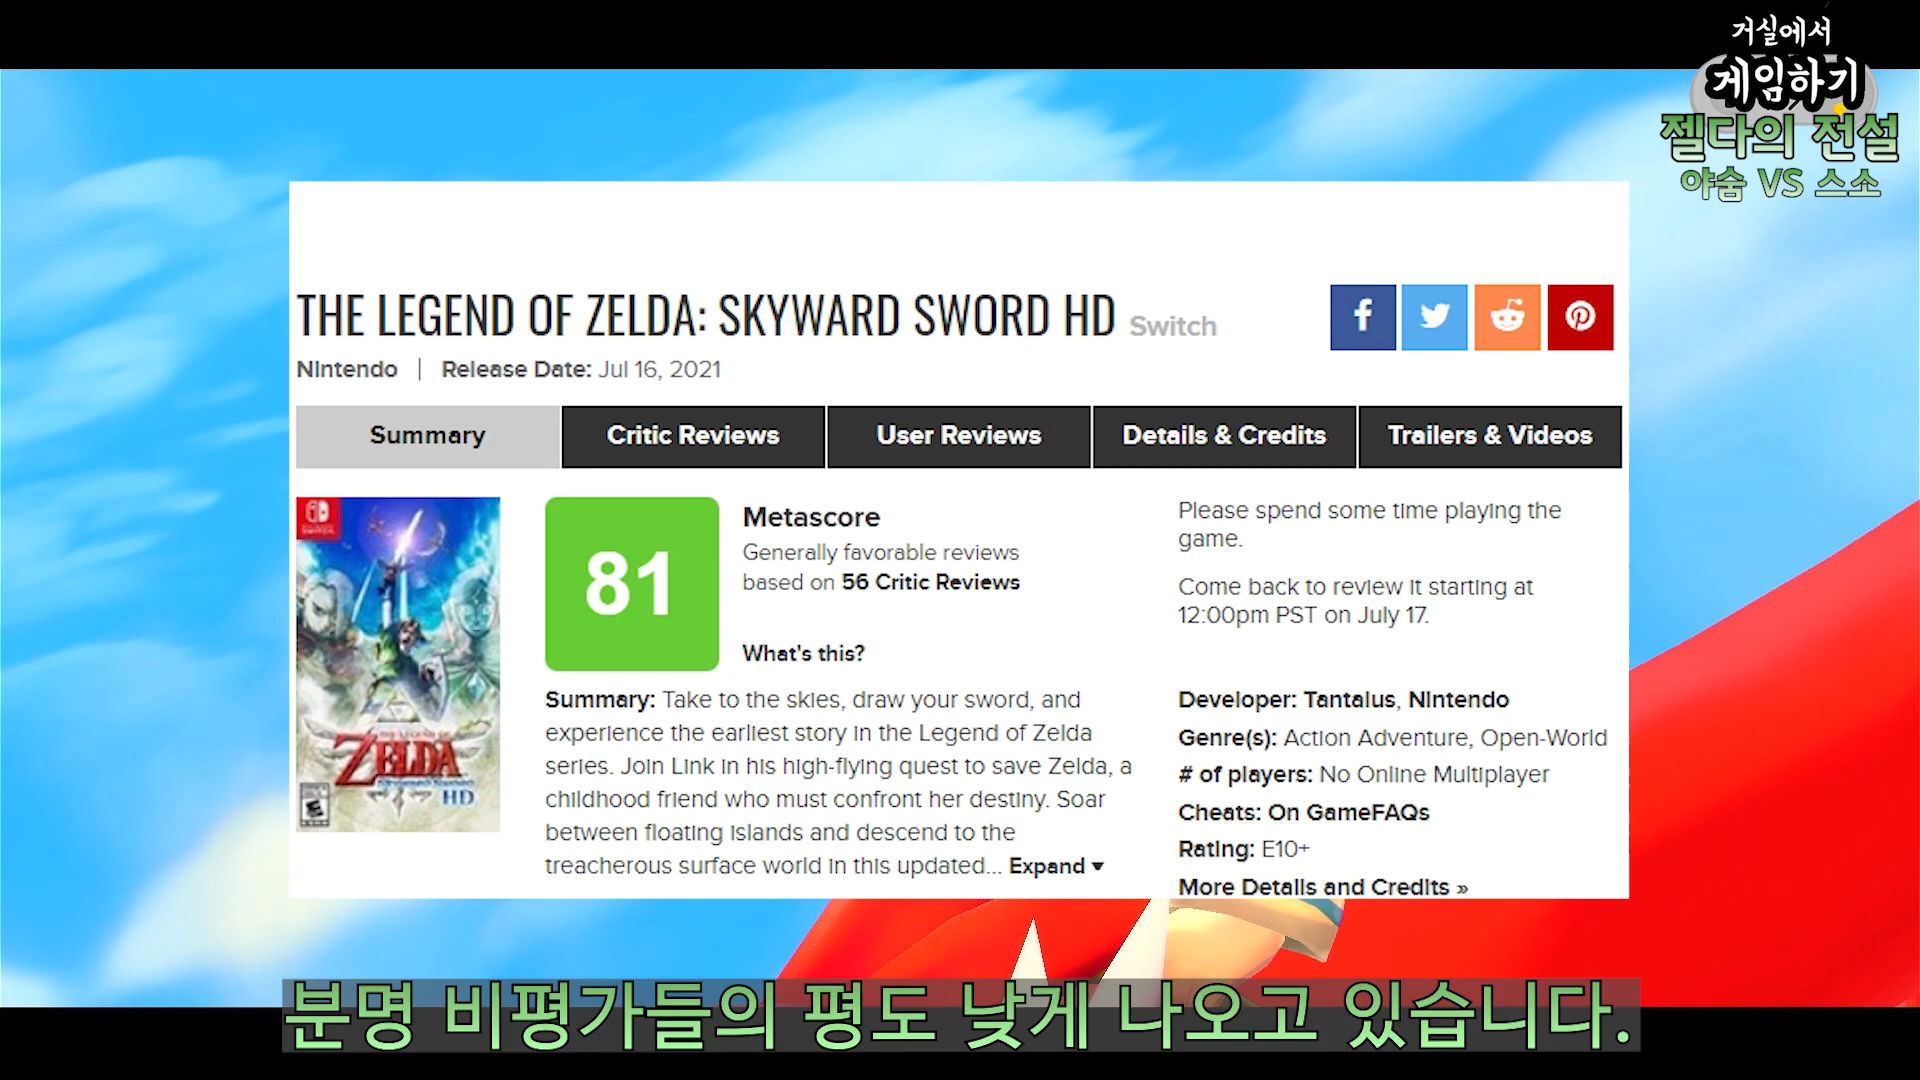 거실에서
게임하기
젤다의 전설
야숨 VS 스소
THE LEGEND OF ZELDA: SKYWARD SWORD HD Switch
Nintendo | Release Date: Jul 16, 2021
Summary Critic Reviews User Reviews Details & Credits Trailers & Videos
81
Metascore
Generally favorable reviews
based on 56 Critic Reviews
What's this?
Please spend some time playing the
game.
Come back to review it starting at
12:00pm PST on July 17.
Summary: Take to the skies, draw your sword, and
experience the earliest story in the Legend of Zelda
series. Join Link in his high-flying quest to save Zelda, a
childhood friend who must confront her destiny. Soar
between floating islands and descend to the
treacherous surface world in this updated... Expand
Developer: Tantalus, Nintendo
Genre(s): Action Adventure, Open-World
# of players: No Online Multiplayer
Cheats: On GameFAQs
Rating: E10+
More Details and Credits »
THE LEGEND OF
ZELDA
Skyward Sword
HD
E
분명 비평가들의 평도 낮게 나오고 있습니다.